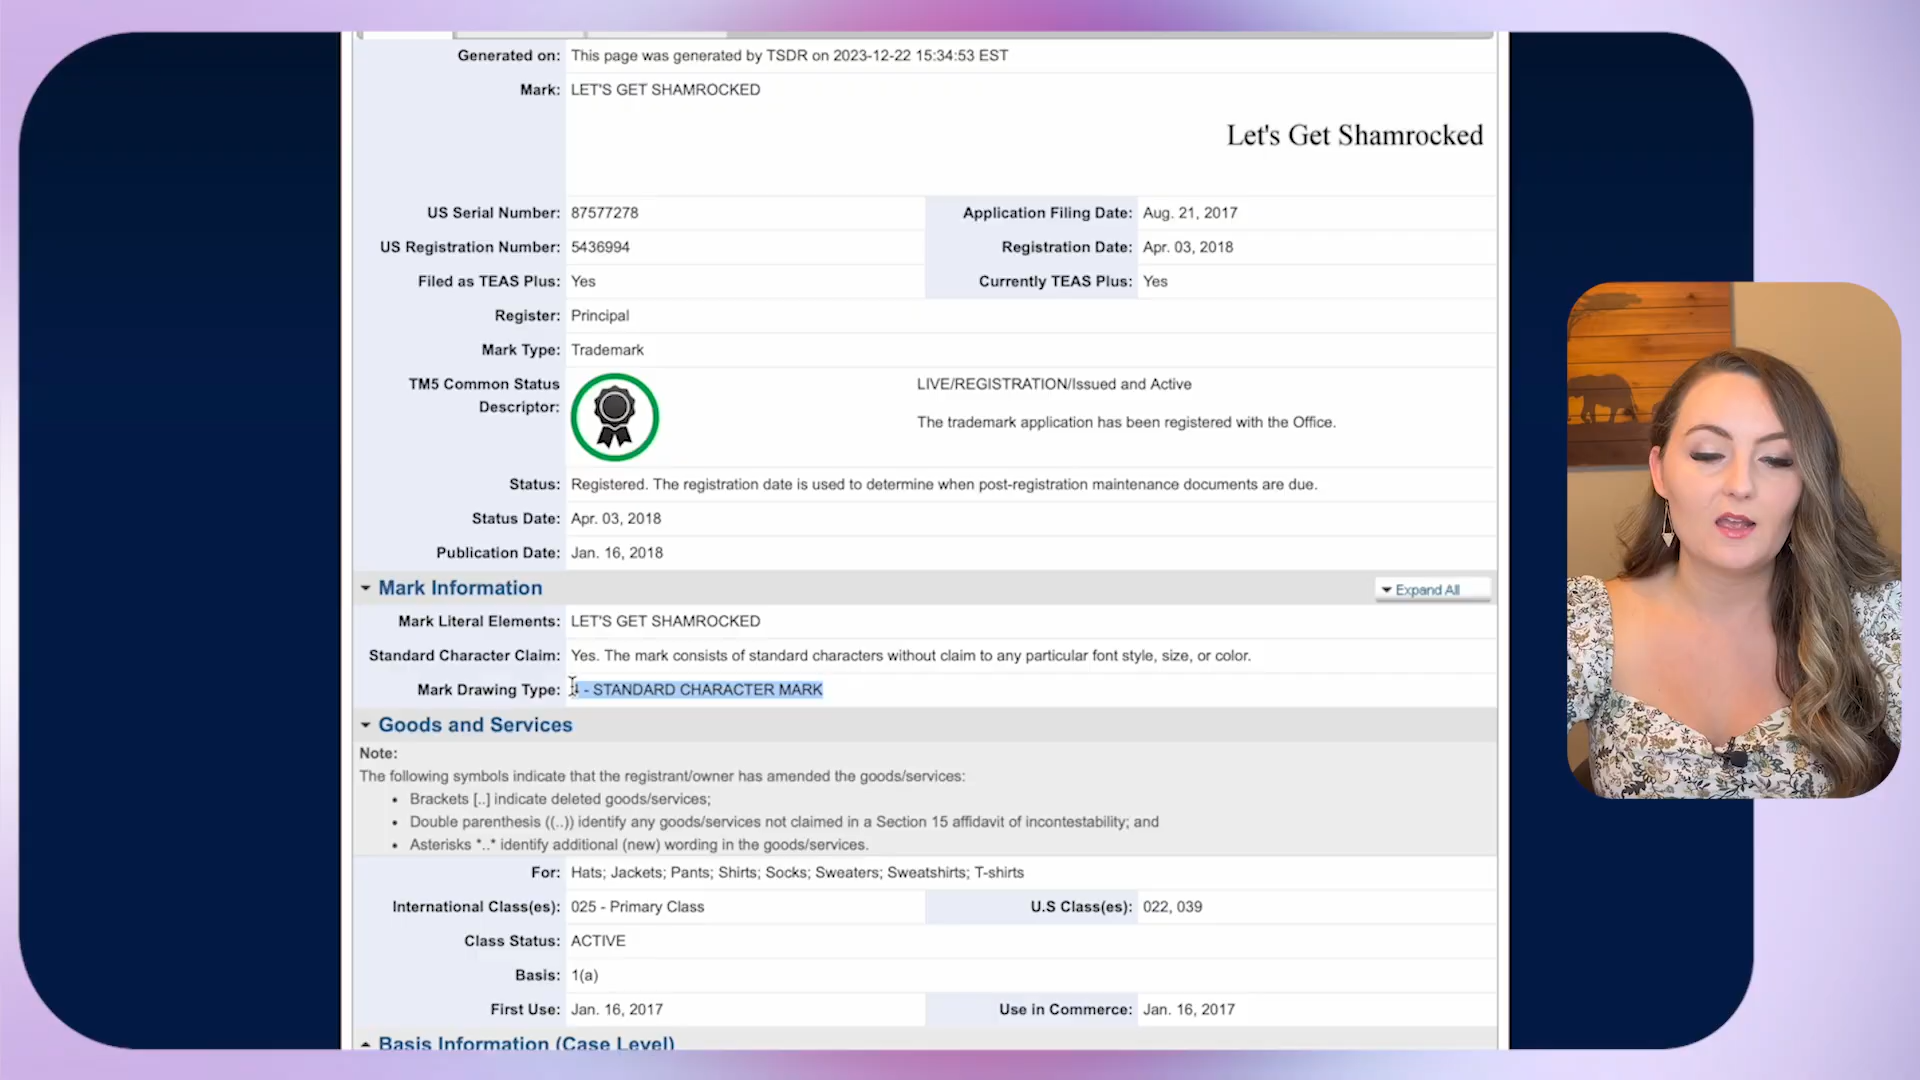 Generated on: This page was generated by TSDR on 2023-12-22 15:34:53 EST
Mark: LET'S GET SHAMROCKED
Let's Get Shamrocked
US Serial Number: 87577278 Application Filing Date: Aug. 21, 2017
US Registration Number: 5436994 Registration Date: Apr. 03, 2018
Filed as TEAS Plus: Yes Currently TEAS Plus: Yes
Register: Principal
Mark Type: Trademark
TM5 Common Status LIVE/REGISTRATION/Issued and Active
Descriptor:
The trademark application has been registered with the Office.
Status: Registered. The registration date is used to determine when post-registration maintenance documents are due.
Status Date: Apr. 03, 2018
Publication Date: Jan. 16, 2018
Mark Information Expand All
Mark Literal Elements: LET'S GET SHAMROCKED
Standard Character Claim: Yes. The mark consists of standard characters without claim to any particular font style, size, or color.
Mark Drawing Type: 4 - STANDARD CHARACTER MARK
Goods and Services
Note:
The following symbols indicate that the registrant/owner has amended the goods/services:
• Brackets [..] indicate deleted goods/services;
• Double parenthesis ((..)) identify any goods/services not claimed in a Section 15 affidavit of incontestability; and
• Asterisks *..* identify additional (new) wording in the goods/services.
For: Hats; Jackets; Pants; Shirts; Socks; Sweaters; Sweatshirts; T-shirts
International Class(es): 025 - Primary Class U.S Class(es): 022, 039
Class Status: ACTIVE
Basis: 1(a)
First Use: Jan. 16, 2017 Use in Commerce: Jan. 16, 2017
Basis Information (Case Level)